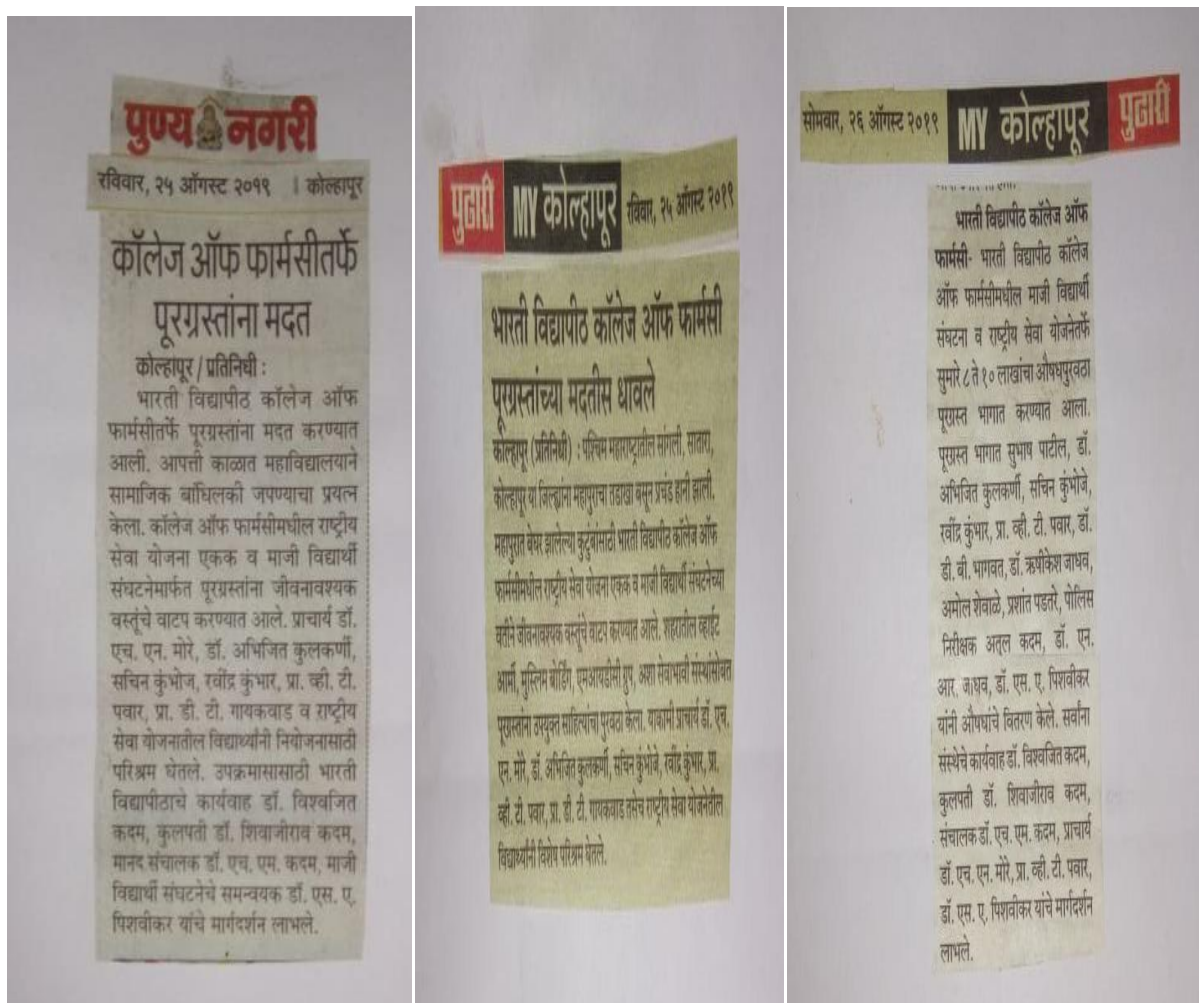 पुण्य नगरी
रविवार, २५ ऑगस्ट २०१९ | कोल्हापूर
कॉलेज ऑफ फार्मसीतर्फे
पूरग्रस्तांना मदत
कोल्हापूर / प्रतिनिधी :
भारती विद्यापीठ कॉलेज ऑफ
फार्मसीतर्फे पूरग्रस्तांना मदत करण्यात
आली. आपत्ती काळात महाविद्यालयाने
सामाजिक बांधिलकी जपण्याचा प्रयत्न
केला. कॉलेज ऑफ फार्मसीमधील राष्ट्रीय
सेवा योजना एकक व माजी विद्यार्थी
संघटनेमार्फत पूरग्रस्तांना जीवनावश्यक
वस्तूंचे वाटप करण्यात आले. प्राचार्य डॉ.
एच. एन. मोरे, डॉ. अभिजित कुलकर्णी,
सचिन कुंभोज, रवींद्र कुंभार, प्रा. व्ही. टी.
पवार, प्रा. डी. टी. गायकवाड व राष्ट्रीय
सेवा योजनातील विद्यार्थ्यांनी नियोजनासाठी
परिश्रम घेतले. उपक्रमासासाठी भारती
विद्यापीठाचे कार्यवाह डॉ. विश्वजित
कदम, कुलपती डॉ. शिवाजीराव कदम,
मानद संचालक डॉ. एच. एम. कदम, माजी
विद्यार्थी संघटनेचे समन्वयक डॉ. एस. ए.
पिशवीकर यांचे मार्गदर्शन लाभले.
पुढारी MY कोल्हापूर रविवार, २५ ऑगस्ट २०१९
भारती विद्यापीठ कॉलेज ऑफ फार्मसी
पूरग्रस्तांच्या मदतीस धावले
कोल्हापूर (प्रतिनिधी) : पश्चिम महाराष्ट्रातील सांगली, सातारा,
कोल्हापूर या जिल्ह्यांना महापुराचा तडाखा बसून प्रचंड हानी झाली.
महापुरात बेघर झालेल्या कुटुंबांसाठी भारती विद्यापीठ कॉलेज ऑफ
फार्मसीमधील राष्ट्रीय सेवा योजना एकक व माजी विद्यार्थी संघटनेच्या
वतीने जीवनावश्यक वस्तूंचे वाटप करण्यात आले. शहरातील व्हाईट
आर्मी, मुस्लिम बोर्डिंग, एमआयडीसी ग्रुप, अशा सेवाभावी संस्थांसोबत
पूरग्रस्तांना उपयुक्त साहित्यांचा पुरवठा केला. याकामी प्राचार्य डॉ. एच.
एन. मोरे, डॉ. अभिजित कुलकर्णी, सचिन कुंभोजे, रवींद्र कुंभार, प्रा.
व्ही. टी. पवार, प्रा. डी. टी. गायकवाड तसेच राष्ट्रीय सेवा योजनेतील
विद्यार्थ्यांनी विशेष परिश्रम घेतले.
सोमवार, २६ ऑगस्ट २०१९ MY कोल्हापूर पुढारी
भारती विद्यापीठ कॉलेज ऑफ
फार्मसी- भारती विद्यापीठ कॉलेज
ऑफ फार्मसीमधील माजी विद्यार्थी
संघटना व राष्ट्रीय सेवा योजनेतर्फे
सुमारे ८ ते १० लाखांचा औषधपुरवठा
पूरग्रस्त भागात करण्यात आला.
पूरग्रस्त भागात सुभाष पाटील, डॉ.
अभिजित कुलकर्णी, सचिन कुंभोजे,
रवींद्र कुंभार, प्रा. व्ही. टी. पवार, डॉ.
डी. बी. भागवत, डॉ. ऋषीकेश जाधव,
अमोल शेवाळे, प्रशांत पडतरे, पोलिस
निरीक्षक अतुल कदम, डॉ. एन.
आर. जाधव, डॉ. एस. ए. पिशवीकर
यांनी औषधांचे वितरण केले. सर्वांना
संस्थेचे कार्यवाह डॉ. विश्वजित कदम,
कुलपती डॉ. शिवाजीराव कदम,
संचालक डॉ. एच. एम. कदम, प्राचार्य
डॉ. एच. एन. मोरे, प्रा. व्ही. टी. पवार,
डॉ. एस. ए. पिशवीकर यांचे मार्गदर्शन
लाभले.